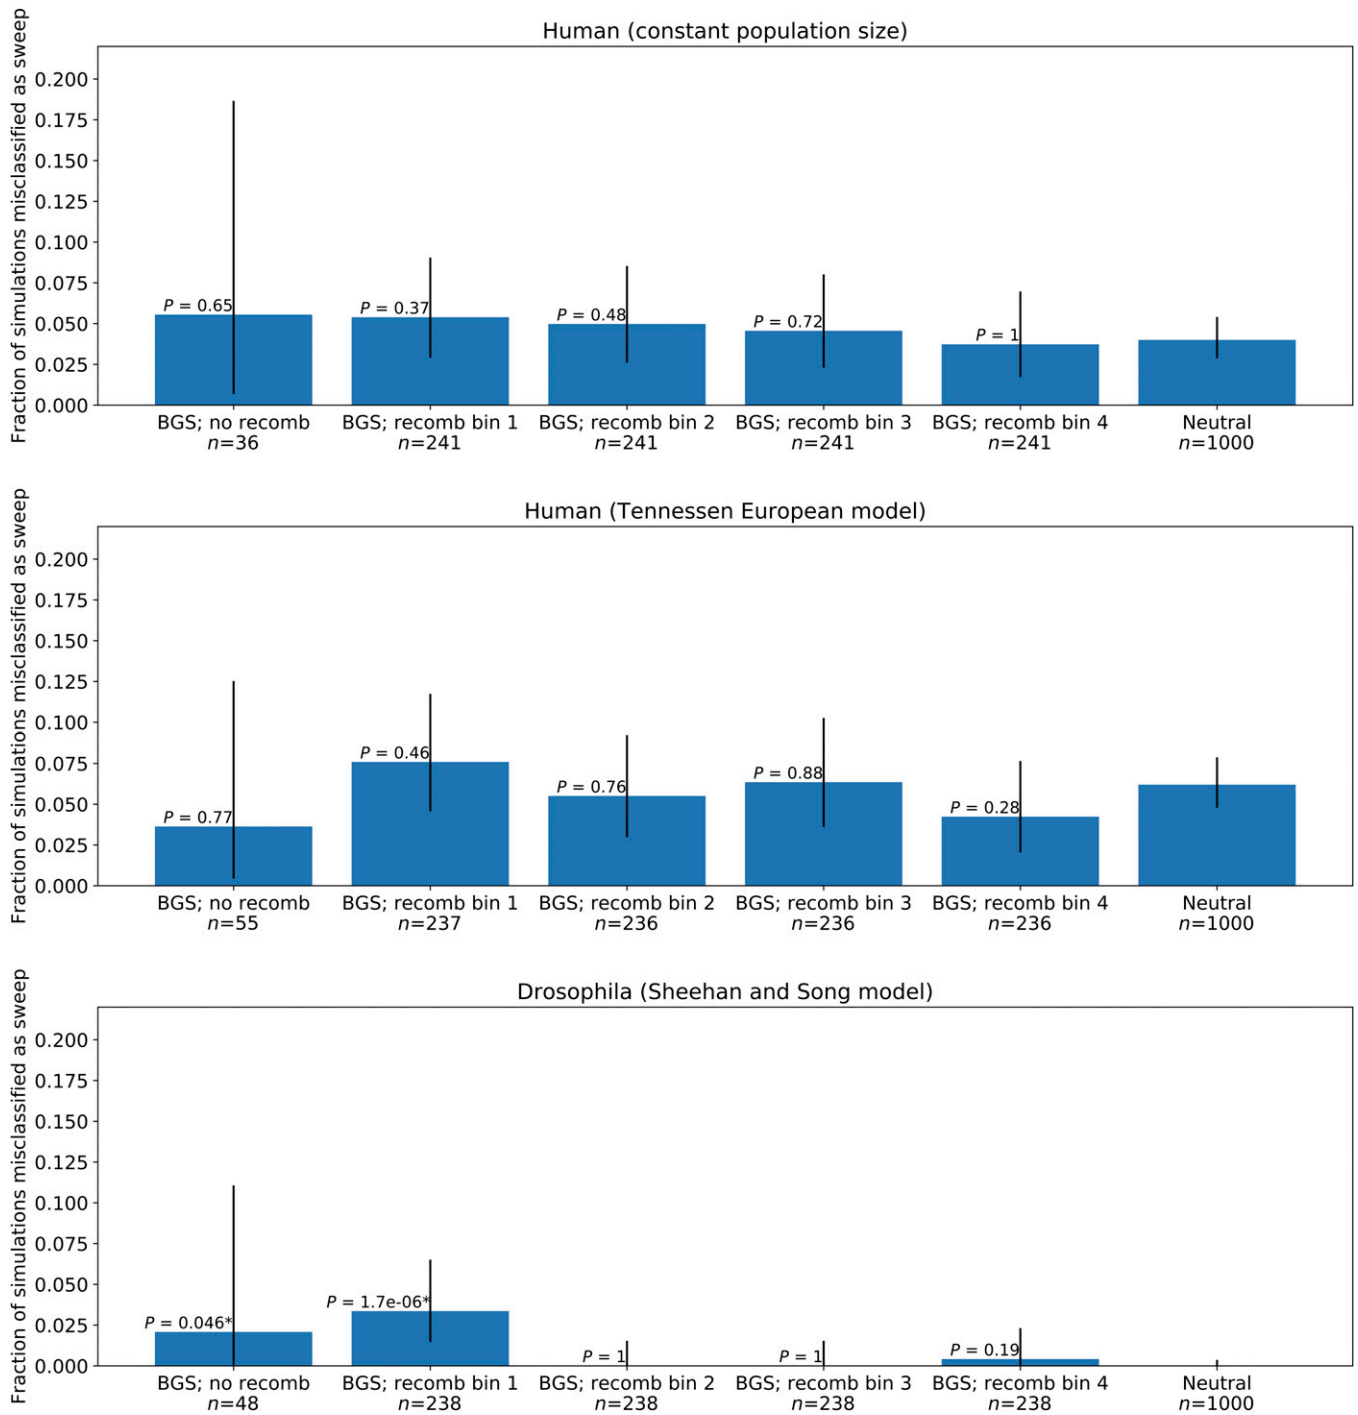 Human (constant population size)
Fraction of simulations misclassified as sweep
0.200
0.175
0.150
0.125
0.100
0.075
0.050
0.025
0.000
P = 0.65
P = 0.37
P = 0.48
P = 0.72
P = 1
BGS; no recomb
n=36
BGS; recomb bin 1
n=241
BGS; recomb bin 2
n=241
BGS; recomb bin 3
n=241
BGS; recomb bin 4
n=241
Neutral
n=1000
Human (Tennessen European model)
Fraction of simulations misclassified as sweep
0.200
0.175
0.150
0.125
0.100
0.075
0.050
0.025
0.000
P = 0.77
P = 0.46
P = 0.76
P = 0.88
P = 0.28
BGS; no recomb
n=55
BGS; recomb bin 1
n=237
BGS; recomb bin 2
n=236
BGS; recomb bin 3
n=236
BGS; recomb bin 4
n=236
Neutral
n=1000
Drosophila (Sheehan and Song model)
Fraction of simulations misclassified as sweep
0.200
0.175
0.150
0.125
0.100
0.075
0.050
0.025
0.000
P = 0.046*
P = 1.7e-06*
P = 1
P = 1
P = 0.19
BGS; no recomb
n=48
BGS; recomb bin 1
n=238
BGS; recomb bin 2
n=238
BGS; recomb bin 3
n=238
BGS; recomb bin 4
n=238
Neutral
n=1000